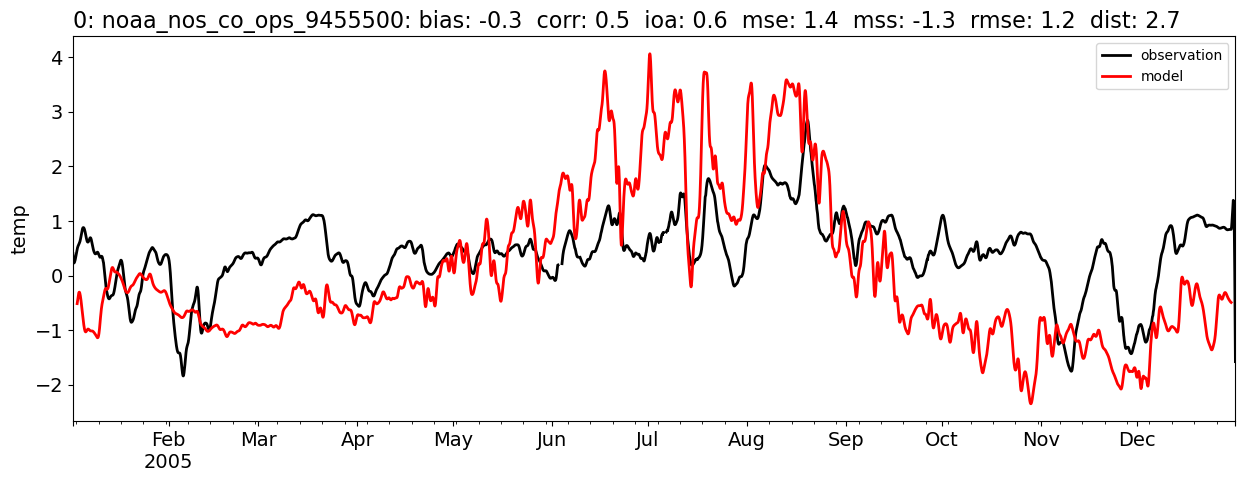 0: noaa_nos_co_ops_9455500: bias: -0.3  corr: 0.5  ioa: 0.6  mse: 1.4  mss: -1.3  rmse: 1.2  dist: 2.7
observation
model
temp
4
3
2
1
0
−1
−2
Feb Mar Apr May Jun Jul Aug Sep Oct Nov Dec
2005